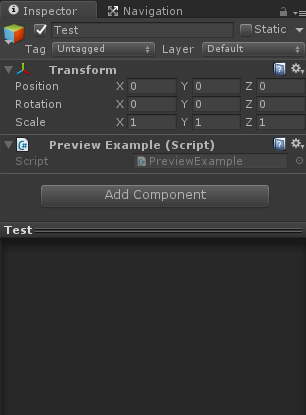 Inspector Navigation
Test Static
Tag Untagged Layer Default
Transform
Position X 0 Y 0 Z 0
Rotation X 0 Y 0 Z 0
Scale X 1 Y 1 Z 1
Preview Example (Script)
Script PreviewExample
Add Component
Test